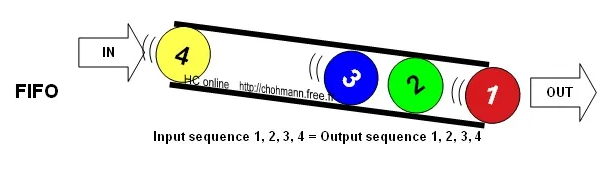 IN
4
3
2
1
HC online http://chohmann.free.f
FIFO
OUT
Input sequence 1, 2, 3, 4 = Output sequence 1, 2, 3, 4